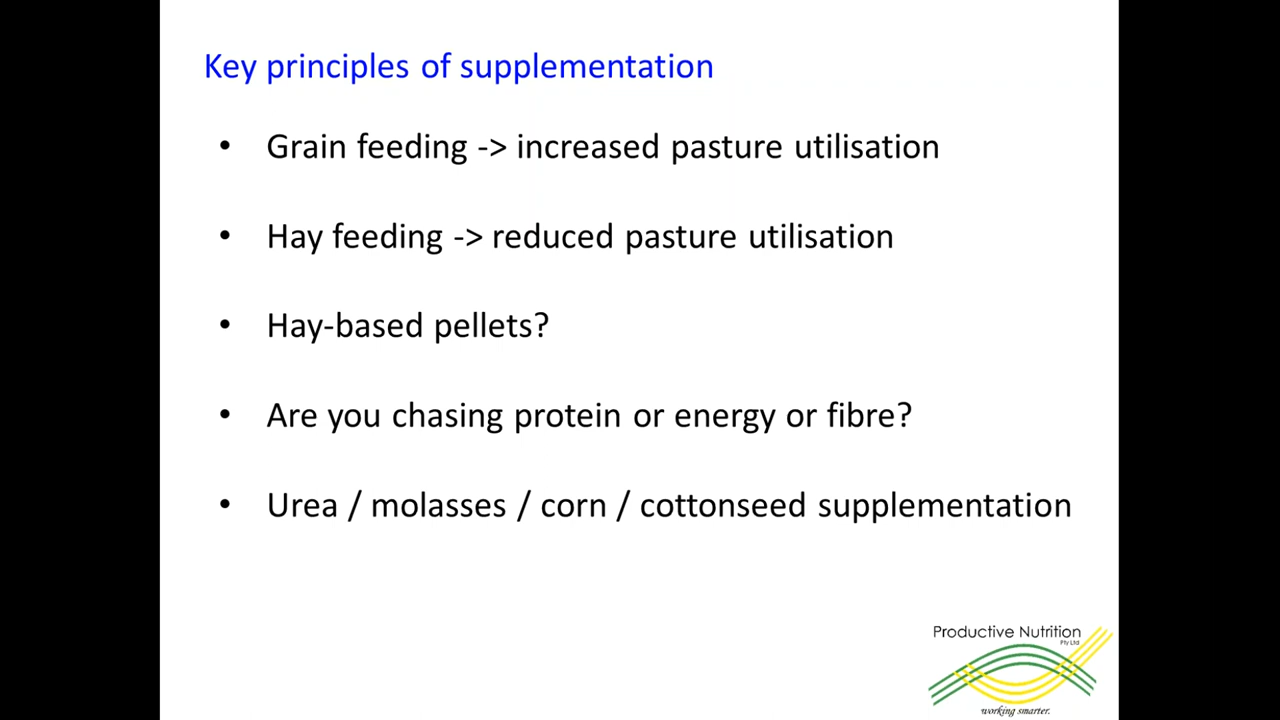 Key principles of supplementation
• Grain feeding -> increased pasture utilisation
• Hay feeding -> reduced pasture utilisation
• Hay-based pellets?
• Are you chasing protein or energy or fibre?
• Urea / molasses / corn / cottonseed supplementation
Productive Nutrition
Pty Ltd
working smarter.